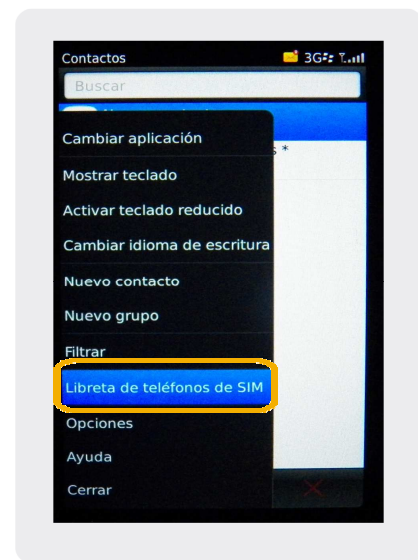 Contactos 3G
Buscar
Cambiar aplicación
s *
Mostrar teclado
Activar teclado reducido
Cambiar idioma de escritura
Nuevo contacto
Nuevo grupo
Filtrar
Libreta de teléfonos de SIM
Opciones
Ayuda
Cerrar